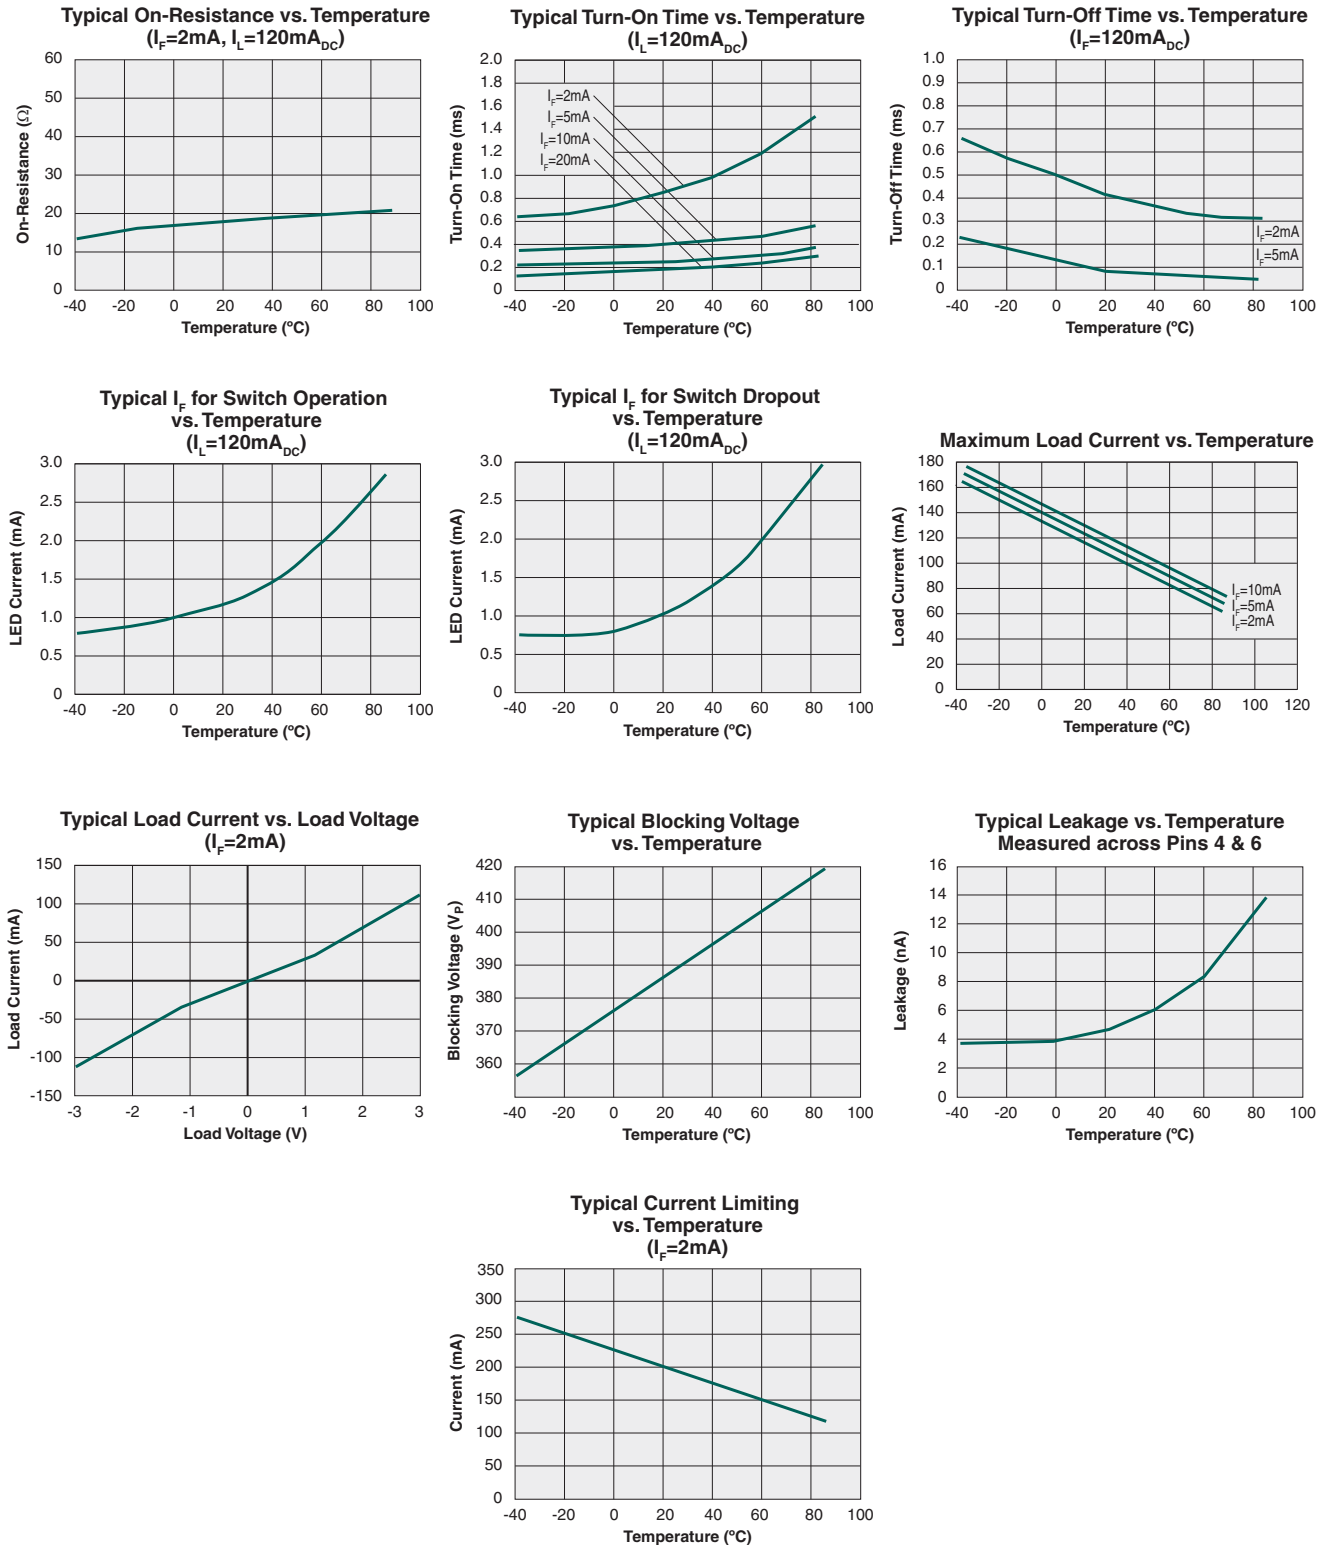 Typical On-Resistance vs. Temperature
(IF=2mA, IL=120mADC)
60
50
40
30
20
10
0
On-Resistance (Ω)
-40 -20 0 20 40 60 80 100
Temperature (ºC)
Typical Turn-On Time vs. Temperature
(IL=120mADC)
2.0
1.8
1.6
1.4
1.2
1.0
0.8
0.6
0.4
0.2
0
Turn-On Time (ms)
IF=2mA
IF=5mA
IF=10mA
IF=20mA
-40 -20 0 20 40 60 80 100
Temperature (ºC)
Typical Turn-Off Time vs. Temperature
(IF=120mADC)
1.0
0.9
0.8
0.7
0.6
0.5
0.4
0.3
0.2
0.1
0
Turn-Off Time (ms)
IF=2mA
IF=5mA
-40 -20 0 20 40 60 80 100
Temperature (ºC)
Typical IF for Switch Operation
vs. Temperature
(IL=120mADC)
3.0
2.5
2.0
1.5
1.0
0.5
0
LED Current (mA)
-40 -20 0 20 40 60 80 100
Temperature (ºC)
Typical IF for Switch Dropout
vs. Temperature
(IL=120mADC)
3.0
2.5
2.0
1.5
1.0
0.5
0
LED Current (mA)
-40 -20 0 20 40 60 80 100
Temperature (ºC)
Maximum Load Current vs. Temperature
180
160
140
120
100
80
60
40
20
0
Load Current (mA)
IF=10mA
IF=5mA
IF=2mA
-40 -20 0 20 40 60 80 100 120
Temperature (ºC)
Typical Load Current vs. Load Voltage
(IF=2mA)
150
100
50
0
-50
-100
-150
Load Current (mA)
-3 -2 -1 0 1 2 3
Load Voltage (V)
Typical Blocking Voltage
vs. Temperature
420
410
400
390
380
370
360
Blocking Voltage (VP)
-40 -20 0 20 40 60 80 100
Temperature (ºC)
Typical Leakage vs. Temperature
Measured across Pins 4 & 6
16
14
12
10
8
6
4
2
0
Leakage (nA)
-40 -20 0 20 40 60 80 100
Temperature (ºC)
Typical Current Limiting
vs. Temperature
(IF=2mA)
350
300
250
200
150
100
50
0
Current (mA)
-40 -20 0 20 40 60 80 100
Temperature (ºC)